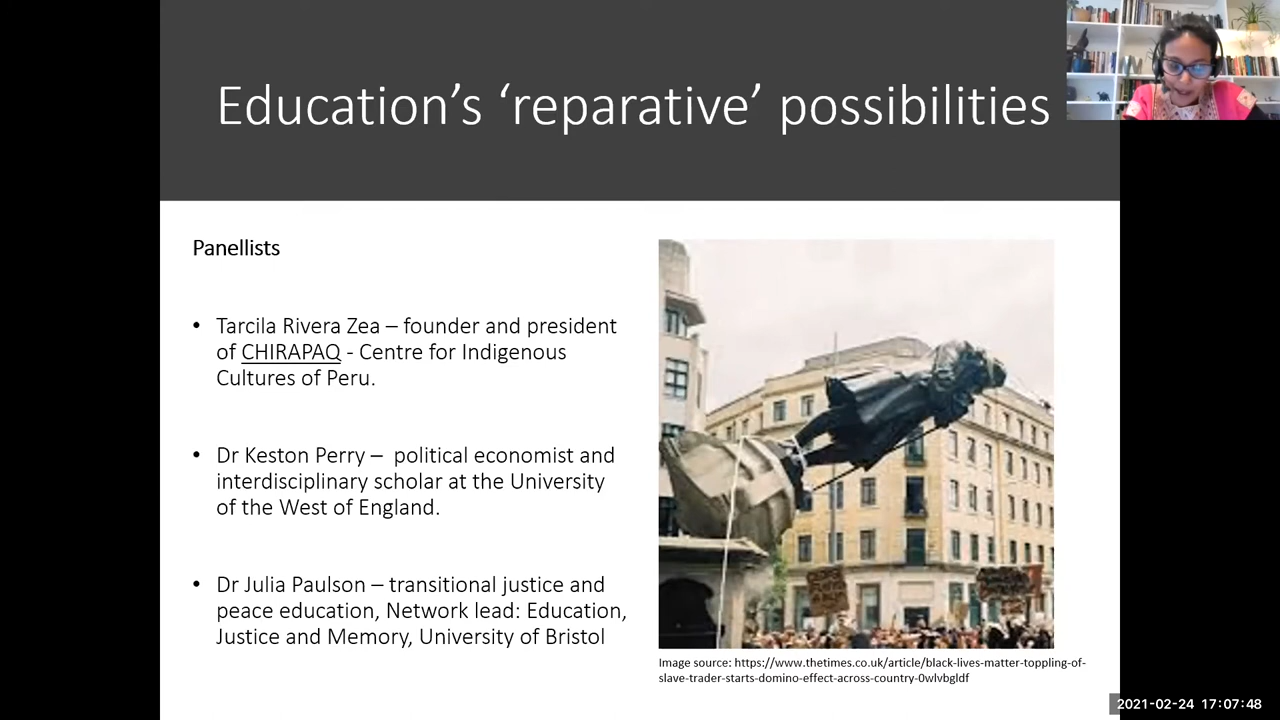 Education’s ‘reparative’ possibilities
Panellists
• Tarcila Rivera Zea – founder and president
of CHIRAPAQ - Centre for Indigenous
Cultures of Peru.
• Dr Keston Perry – political economist and
interdisciplinary scholar at the University
of the West of England.
• Dr Julia Paulson – transitional justice and
peace education, Network lead: Education,
Justice and Memory, University of Bristol
Image source: https://www.thetimes.co.uk/article/black-lives-matter-toppling-of-
slave-trader-starts-domino-effect-across-country-0wlvbgldf
2021-02-24 17:07:48